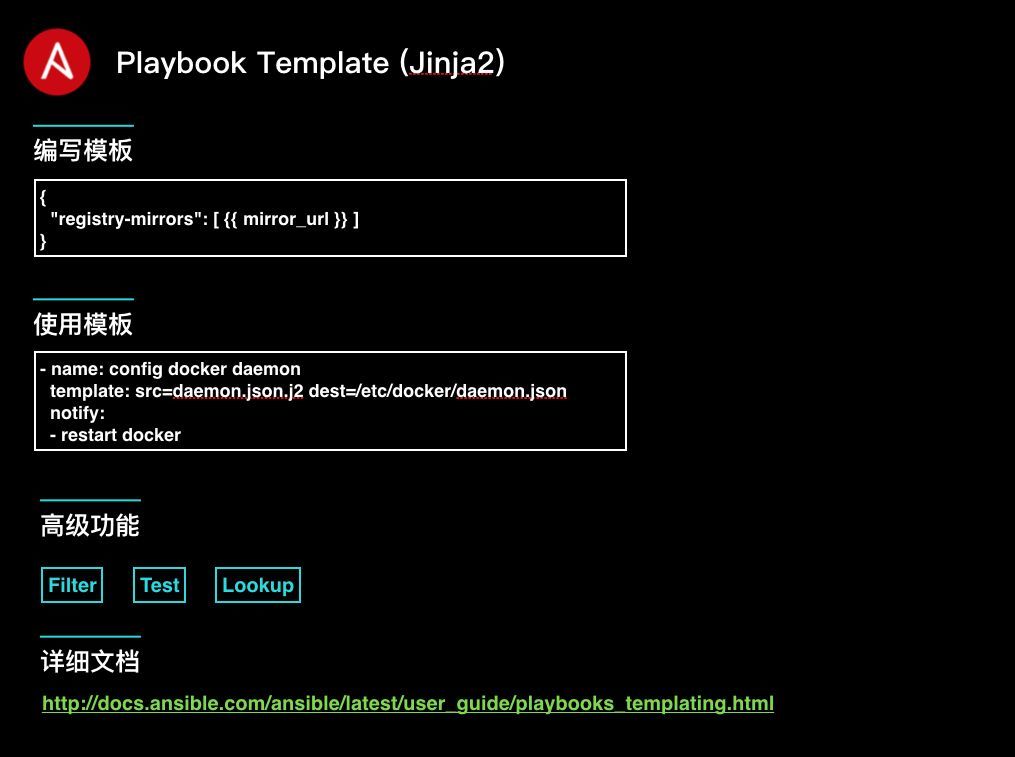 Playbook Template (Jinja2)
编写模板
{
"registry-mirrors": [ {{ mirror_url }} ]
}
使用模板
- name: config docker daemon
template: src=daemon.json.j2 dest=/etc/docker/daemon.json
notify:
- restart docker
高级功能
Filter Test Lookup
详细文档
http://docs.ansible.com/ansible/latest/user_guide/playbooks_templating.html